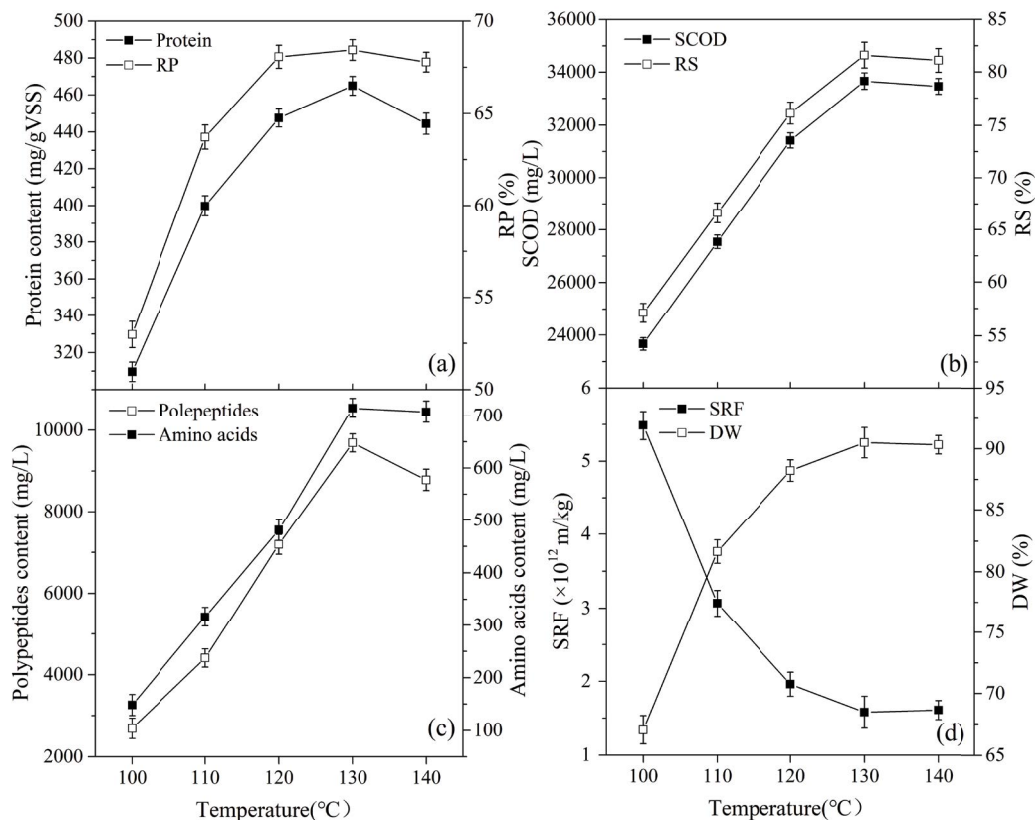 Protein content (mg/gVSS)
500
480
460
440
420
400
380
360
340
320
Protein
RP
(a)
70
65
60
55
50
RP (%)
SCOD (mg/L)
36000
34000
32000
30000
28000
26000
24000
SCOD
RS
(b)
85
80
75
70
65
60
55
50
RS (%)
Polypeptides content (mg/L)
10000
8000
6000
4000
2000
Polepeptides
Amino acids
(c)
700
600
500
400
300
200
100
Amino acids content (mg/L)
100 110 120 130 140
Temperature(℃)
SRF (×10¹² m/kg)
6
5
4
3
2
1
SRF
DW
(d)
95
90
85
80
75
70
65
DW (%)
100 110 120 130 140
Temperature(℃)